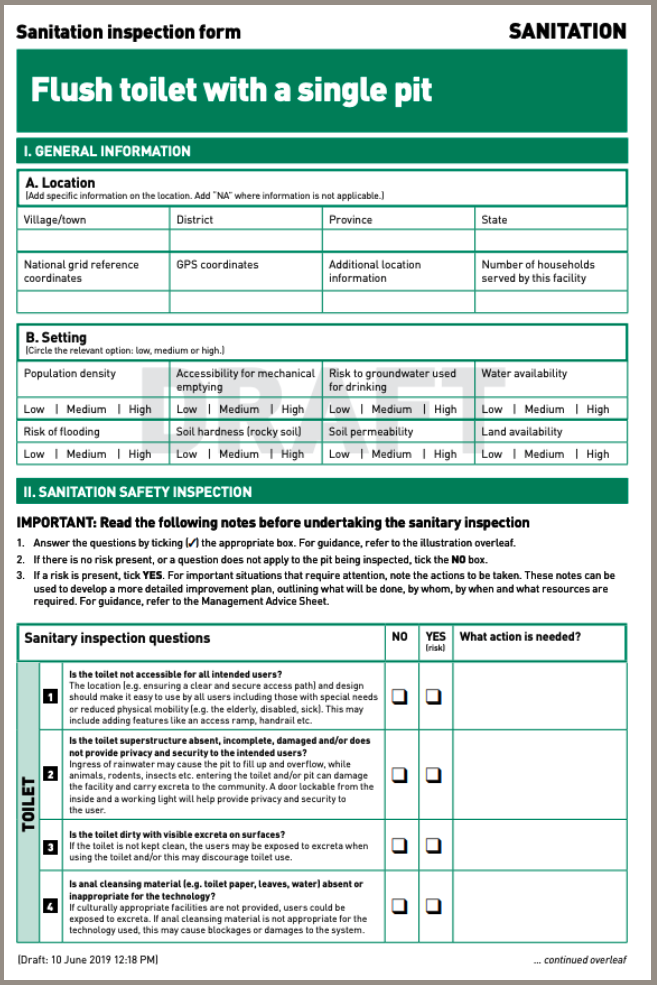 Sanitation inspection form
SANITATION
Flush toilet with a single pit
I. GENERAL INFORMATION
A. Location
(Add specific information on the location. Add "NA" where information is not applicable.)
Village/town
District
Province
State
National grid reference
coordinates
GPS coordinates
Additional location
information
Number of households
served by this facility
B. Setting
(Circle the relevant option: low, medium or high.)
Population density
Accessibility for mechanical
emptying
Risk to groundwater used
for drinking
Water availability
Low | Medium | High
Low | Medium | High
Low | Medium | High
Low | Medium | High
Risk of flooding
Soil hardness (rocky soil)
Soil permeability
Land availability
Low | Medium | High
Low | Medium | High
Low | Medium | High
Low | Medium | High
DRAFT
II. SANITATION SAFETY INSPECTION
IMPORTANT: Read the following notes before undertaking the sanitary inspection
1. Answer the questions by ticking (✓) the appropriate box. For guidance, refer to the illustration overleaf.
2. If there is no risk present, or a question does not apply to the pit being inspected, tick the NO box.
3. If a risk is present, tick YES. For important situations that require attention, note the actions to be taken. These notes can be
used to develop a more detailed improvement plan, outlining what will be done, by whom, by when and what resources are
required. For guidance, refer to the Management Advice Sheet.
Sanitary inspection questions
NO
YES
(risk)
What action is needed?
TOILET
1
Is the toilet not accessible for all intended users?
The location (e.g. ensuring a clear and secure access path) and design
should make it easy to use by all users including those with special needs
or reduced physical mobility (e.g. the elderly, disabled, sick). This may
include adding features like an access ramp, handrail etc.
2
Is the toilet superstructure absent, incomplete, damaged and/or does
not provide privacy and security to the intended users?
Ingress of rainwater may cause the pit to fill up and overflow, while
animals, rodents, insects etc. entering the toilet and/or pit can damage
the facility and carry excreta to the community. A door lockable from the
inside and a working light will help provide privacy and security to
the user.
3
Is the toilet dirty with visible excreta on surfaces?
If the toilet is not kept clean, the users may be exposed to excreta when
using the toilet and/or this may discourage toilet use.
4
Is anal cleansing material (e.g. toilet paper, leaves, water) absent or
inappropriate for the technology?
If culturally appropriate facilities are not provided, users could be
exposed to excreta. If anal cleansing material is not appropriate for the
technology used, this may cause blockages or damages to the system.
(Draft: 10 June 2019 12:18 PM)
... continued overleaf